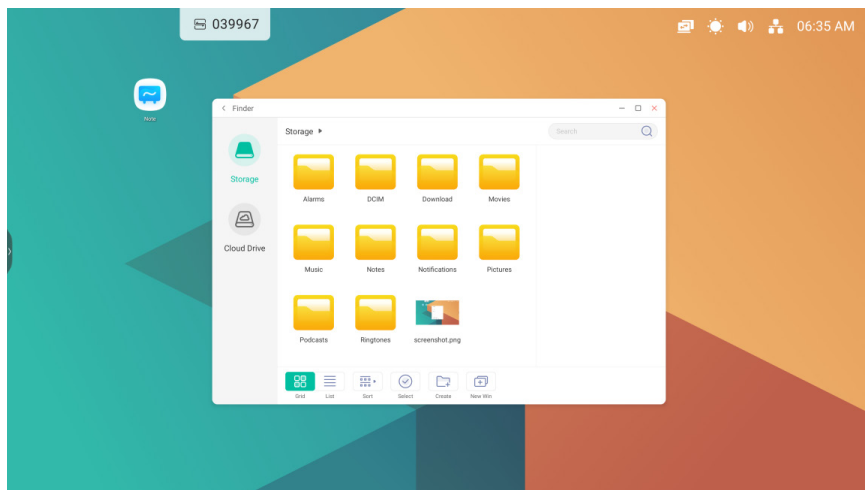 039967
06:35 AM
Note
Finder
Storage
Search
Storage
Cloud Drive
Alarms DCIM Download Movies
Music Notes Notifications Pictures
Podcasts Ringtones screenshot.png
Grid List Sort Select Create New Win